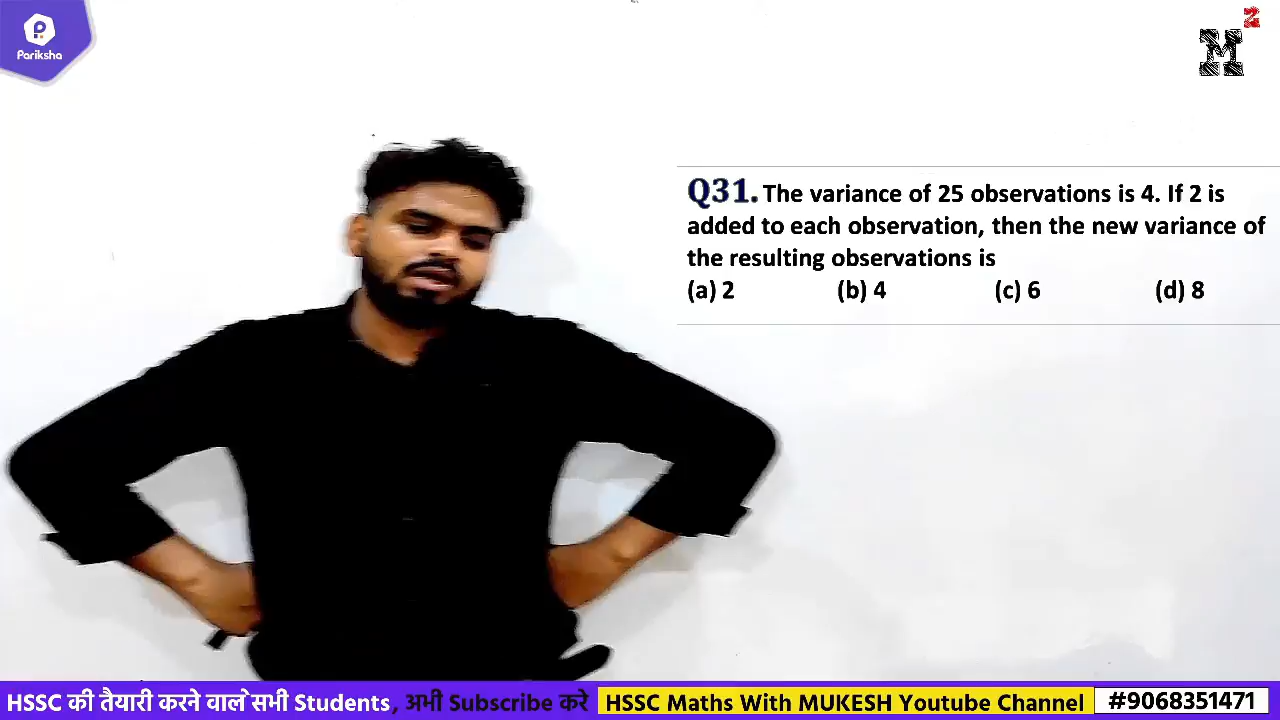 Pariksha
M²
Q31. The variance of 25 observations is 4. If 2 is
added to each observation, then the new variance of
the resulting observations is
(a) 2 (b) 4 (c) 6 (d) 8
HSSC की तैयारी करने वाले सभी Students, अभी Subscribe करे HSSC Maths With MUKESH Youtube Channel #9068351471